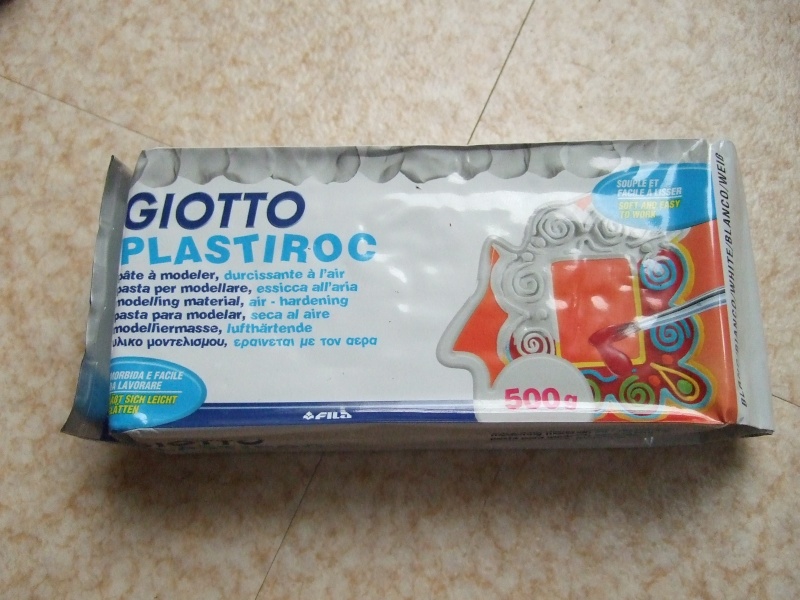 GIOTTO
PLASTIROC
pâte à modeler, durcissante à l'air
pasta per modellare, essicca all'aria
modelling material, air - hardening
pasta para modelar, seca al aire
modelliermasse, lufthärtende
υλικο μοντελισμου, εραινεται με τον αερα
SOUPLE ET
FACILE À LISSER
SOFT AND EASY
TO WORK
MORBIDA E FACILE
DA LAVORARE
LÄSST SICH LEICHT
GLÄTTEN
FILA
500g
BLANC/BIANCO/WHITE/BLANCO/WEIß
GIOTTO